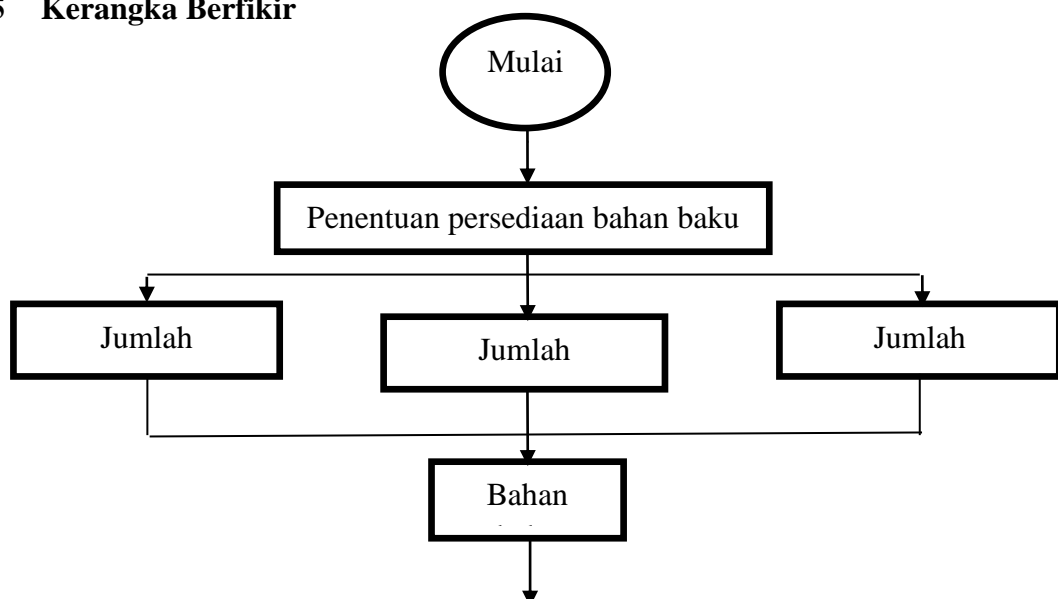 Kerangka Berfikir
Mulai
Penentuan persediaan bahan baku
Jumlah
Jumlah
Jumlah
Bahan